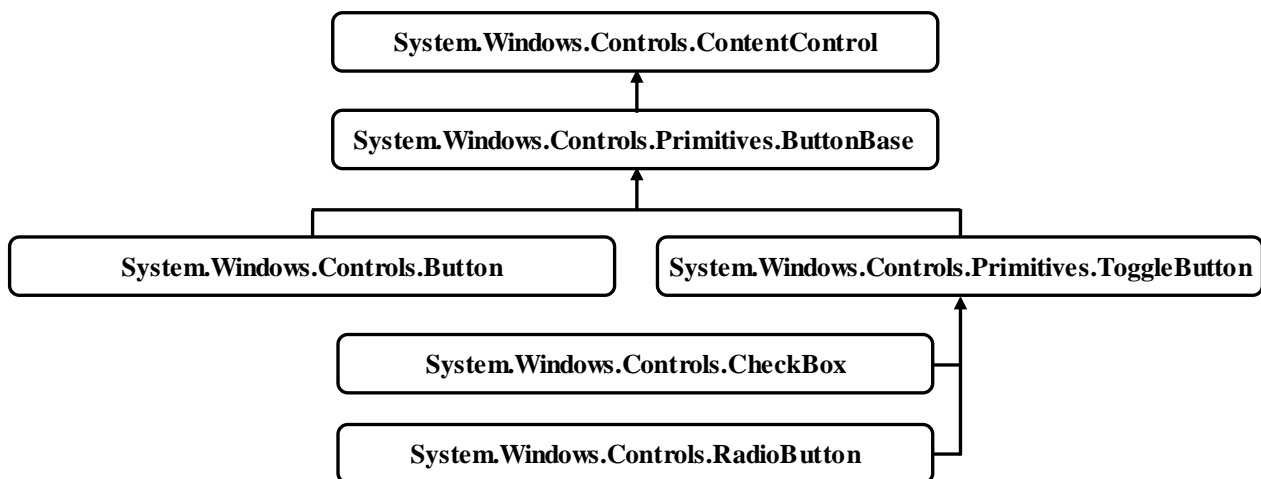 System.Windows.Controls.ContentControl
System.Windows.Controls.Primitives.ButtonBase
System.Windows.Controls.Button
System.Windows.Controls.Primitives.ToggleButton
System.Windows.Controls.CheckBox
System.Windows.Controls.RadioButton